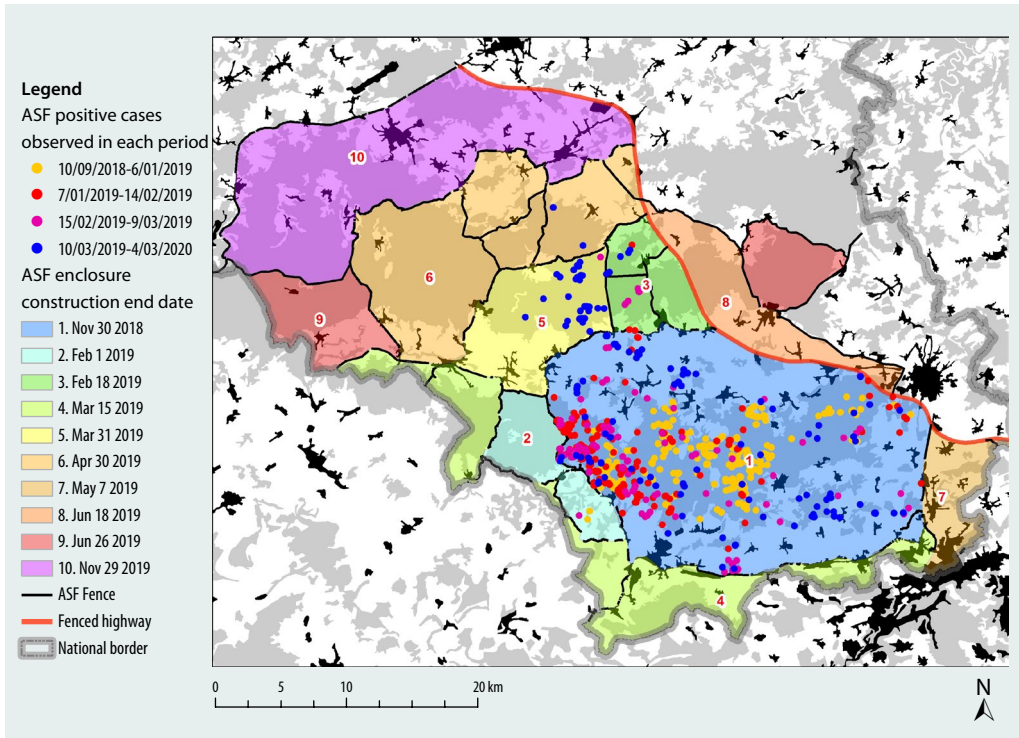 Legend
ASF positive cases
observed in each period
10/09/2018-6/01/2019
7/01/2019-14/02/2019
15/02/2019-9/03/2019
10/03/2019-4/03/2020
ASF enclosure
construction end date
1. Nov 30 2018
2. Feb 1 2019
3. Feb 18 2019
4. Mar 15 2019
5. Mar 31 2019
6. Apr 30 2019
7. May 7 2019
8. Jun 18 2019
9. Jun 26 2019
10. Nov 29 2019
ASF Fence
Fenced highway
National border
10
6
3
8
9
5
2
1
7
4
0 5 10 20 km
N